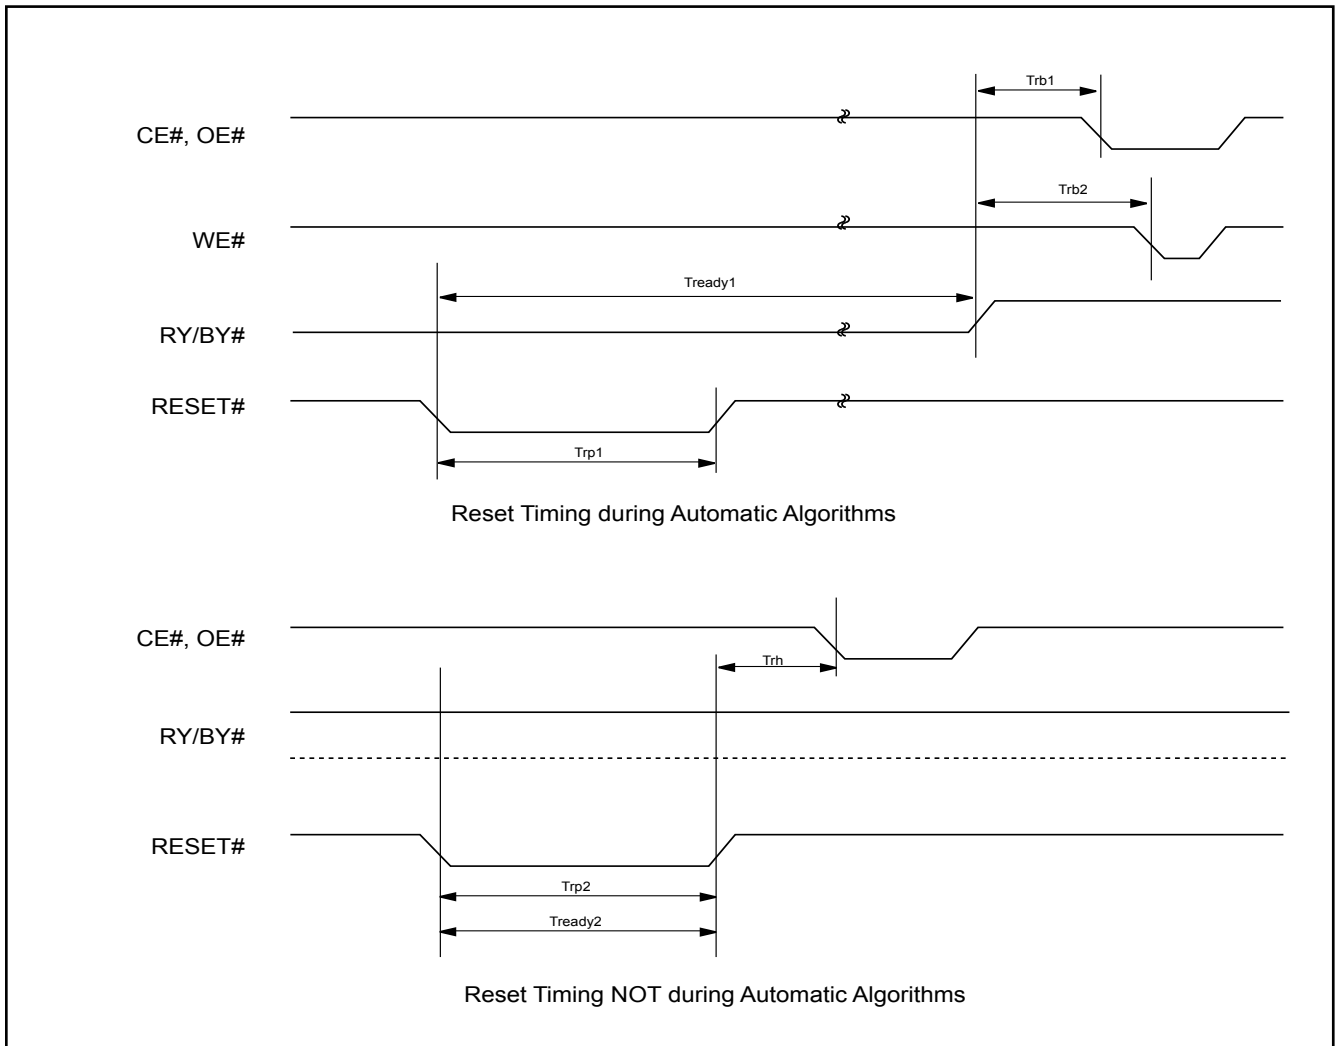 Trb1
CE#, OE#
Trb2
WE#
Tready1
RY/BY#
RESET#
Trp1
Reset Timing during Automatic Algorithms
CE#, OE#
Trh
RY/BY#
RESET#
Trp2
Tready2
Reset Timing NOT during Automatic Algorithms